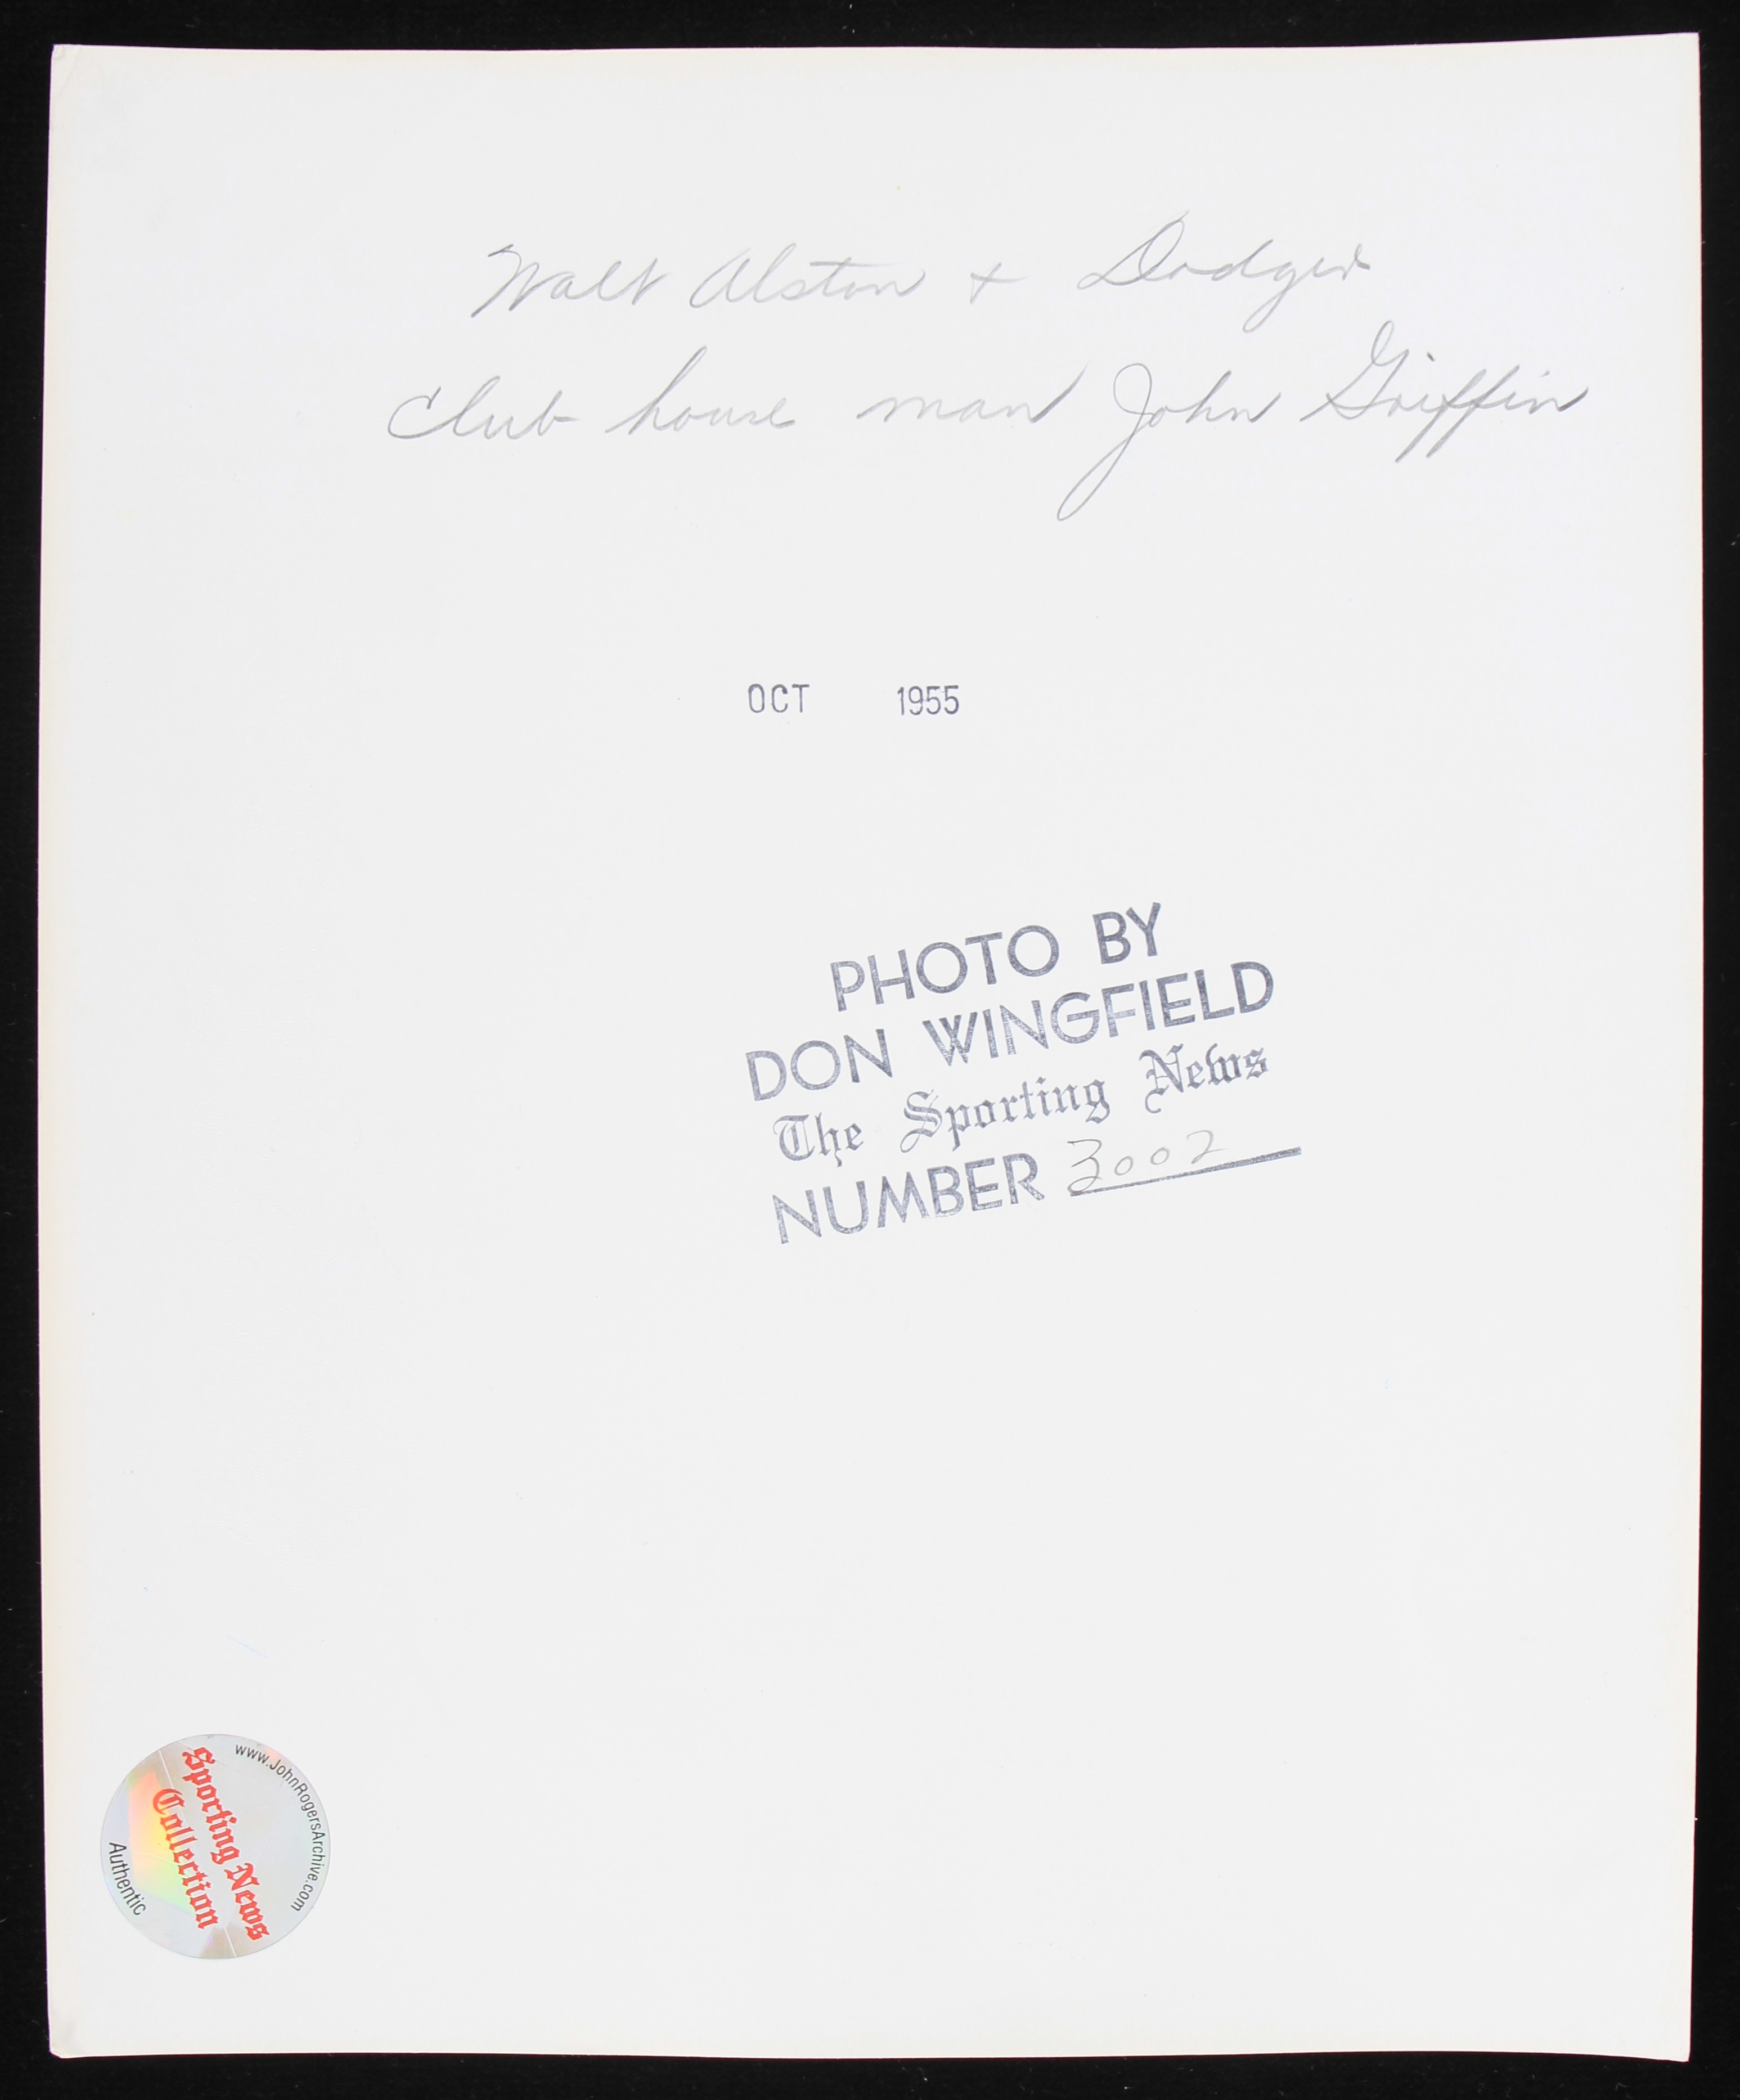 Walt Alston + Dodger
Club house man John Griffin
OCT 1955
PHOTO BY
DON WINGFIELD
The Sporting News
NUMBER 3002
www.JohnRogersArchive.com
Sporting News
Collection
Authentic